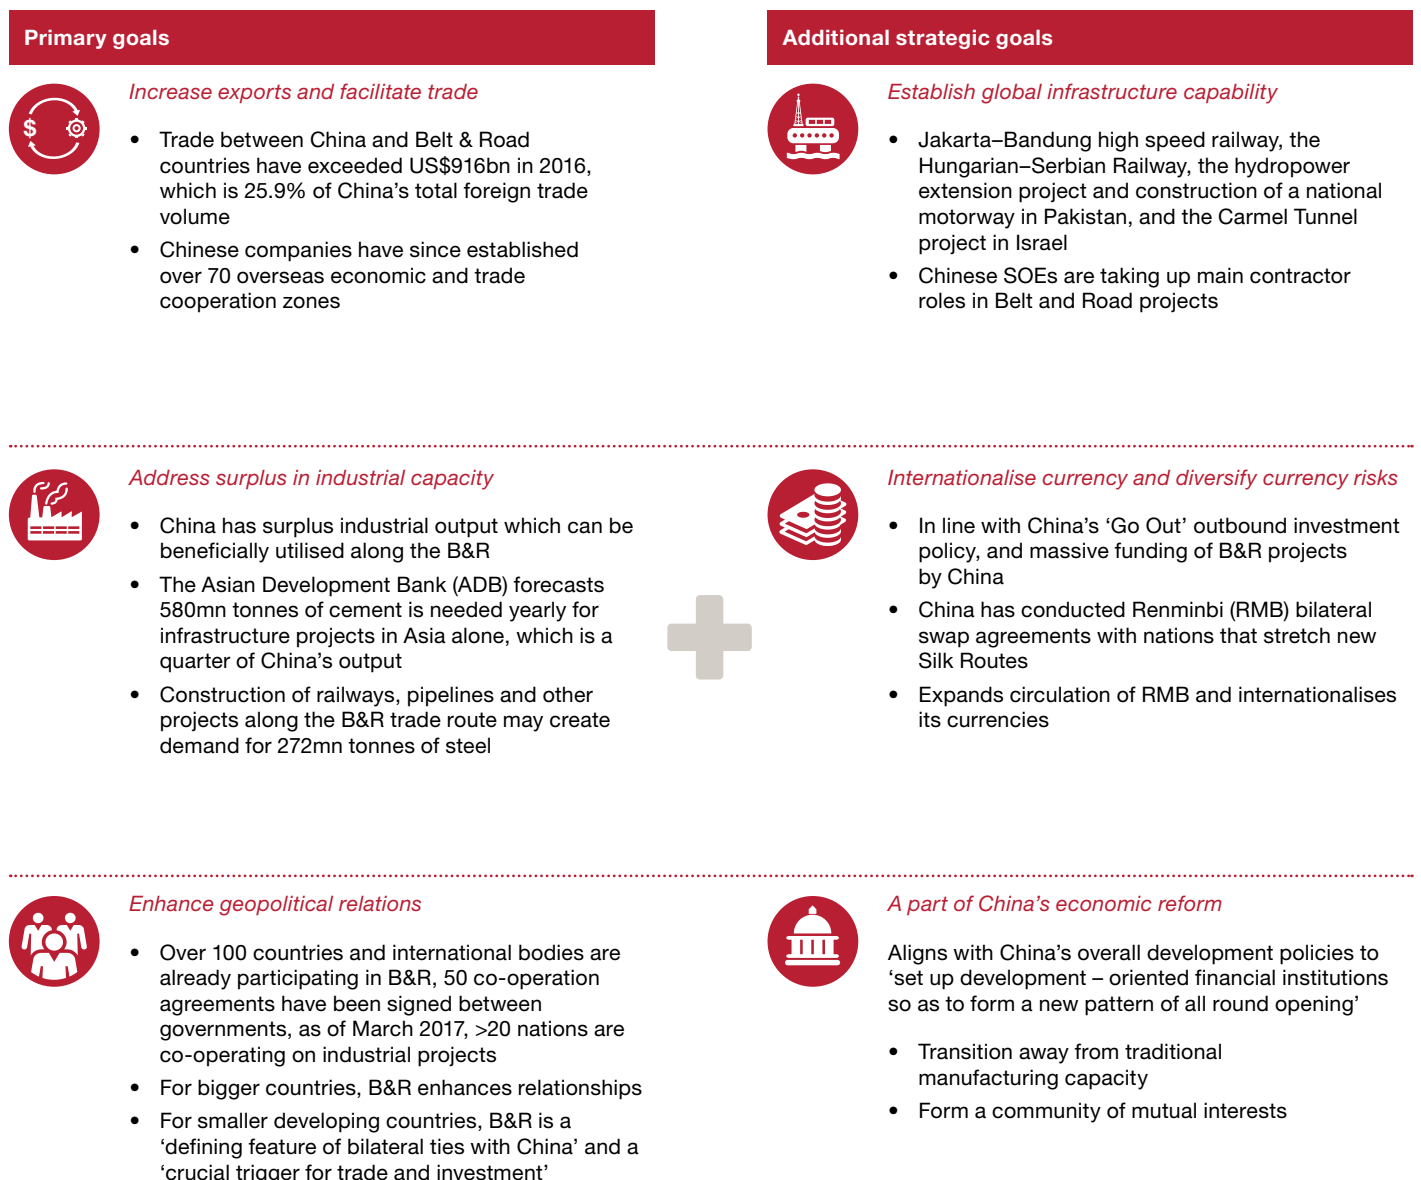 Primary goals
Increase exports and facilitate trade
• Trade between China and Belt & Road
countries have exceeded US$916bn in 2016,
which is 25.9% of China’s total foreign trade
volume
• Chinese companies have since established
over 70 overseas economic and trade
cooperation zones
Address surplus in industrial capacity
• China has surplus industrial output which can be
beneficially utilised along the B&R
• The Asian Development Bank (ADB) forecasts
580mn tonnes of cement is needed yearly for
infrastructure projects in Asia alone, which is a
quarter of China’s output
• Construction of railways, pipelines and other
projects along the B&R trade route may create
demand for 272mn tonnes of steel
Enhance geopolitical relations
• Over 100 countries and international bodies are
already participating in B&R, 50 co-operation
agreements have been signed between
governments, as of March 2017, >20 nations are
co-operating on industrial projects
• For bigger countries, B&R enhances relationships
• For smaller developing countries, B&R is a
‘defining feature of bilateral ties with China’ and a
‘crucial trigger for trade and investment’
Additional strategic goals
Establish global infrastructure capability
• Jakarta–Bandung high speed railway, the
Hungarian–Serbian Railway, the hydropower
extension project and construction of a national
motorway in Pakistan, and the Carmel Tunnel
project in Israel
• Chinese SOEs are taking up main contractor
roles in Belt and Road projects
Internationalise currency and diversify currency risks
• In line with China’s ‘Go Out’ outbound investment
policy, and massive funding of B&R projects
by China
• China has conducted Renminbi (RMB) bilateral
swap agreements with nations that stretch new
Silk Routes
• Expands circulation of RMB and internationalises
its currencies
A part of China’s economic reform
Aligns with China’s overall development policies to
‘set up development – oriented financial institutions
so as to form a new pattern of all round opening’
• Transition away from traditional
manufacturing capacity
• Form a community of mutual interests
$